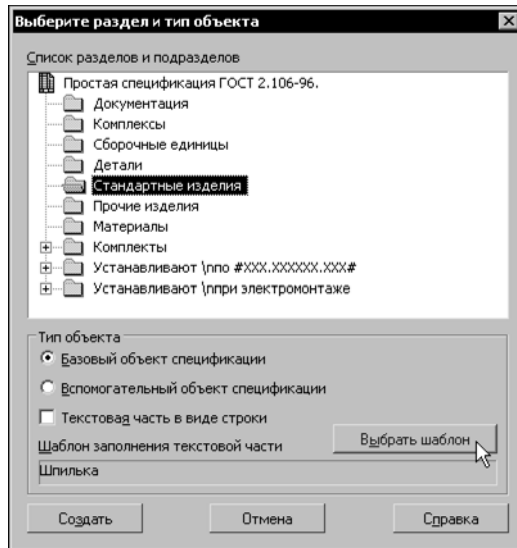 Выберите раздел и тип объекта
Список разделов и подразделов
Простая спецификация ГОСТ 2.106-96.
Документация
Комплексы
Сборочные единицы
Детали
Стандартные изделия
Прочие изделия
Материалы
Комплекты
Устанавливают \nпо #XXX.XXXXXX.XXX#
Устанавливают \nпри электромонтаже
Тип объекта
Базовый объект спецификации
Вспомогательный объект спецификации
Текстовая часть в виде строки
Шаблон заполнения текстовой части
Выбрать шаблон
Шпилька
Создать Отмена Справка